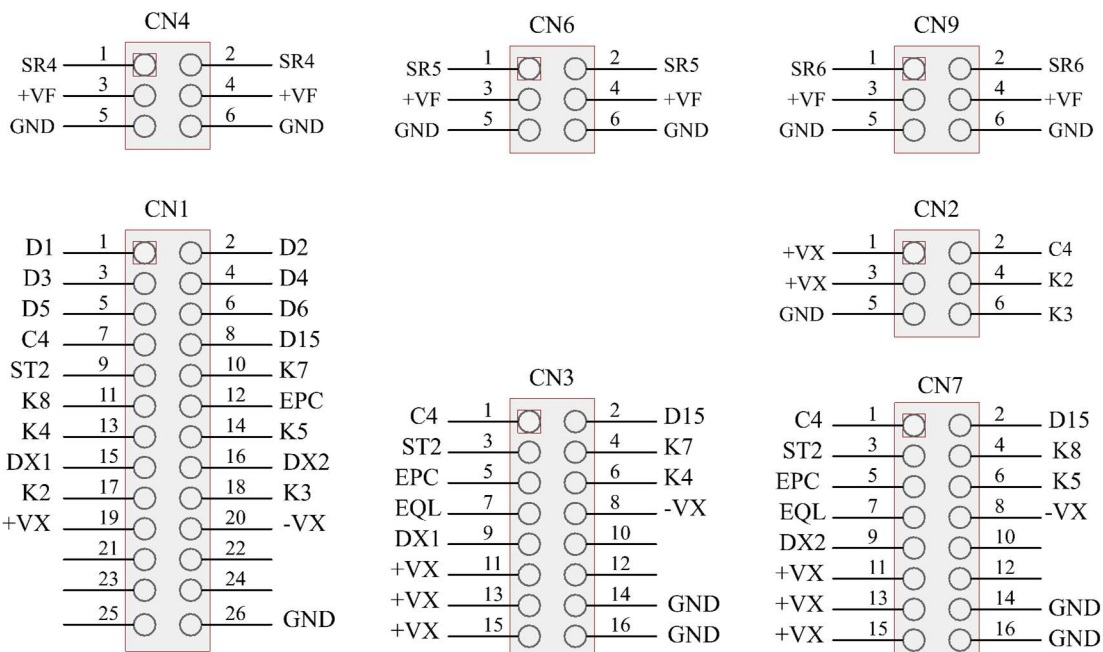 CN4
SR4 1 2 SR4
+VF 3 4 +VF
GND 5 6 GND
CN6
SR5 1 2 SR5
+VF 3 4 +VF
GND 5 6 GND
CN9
SR6 1 2 SR6
+VF 3 4 +VF
GND 5 6 GND
CN1
D1 1 2 D2
D3 3 4 D4
D5 5 6 D6
C4 7 8 D15
ST2 9 10 K7
K8 11 12 EPC
K4 13 14 K5
DX1 15 16 DX2
K2 17 18 K3
+VX 19 20 -VX
21 22
23 24
25 26 GND
CN2
+VX 1 2 C4
+VX 3 4 K2
GND 5 6 K3
CN3
C4 1 2 D15
ST2 3 4 K7
EPC 5 6 K4
EQL 7 8 -VX
DX1 9 10
+VX 11 12
+VX 13 14 GND
+VX 15 16 GND
CN7
C4 1 2 D15
ST2 3 4 K8
EPC 5 6 K5
EQL 7 8 -VX
DX2 9 10
+VX 11 12
+VX 13 14 GND
+VX 15 16 GND